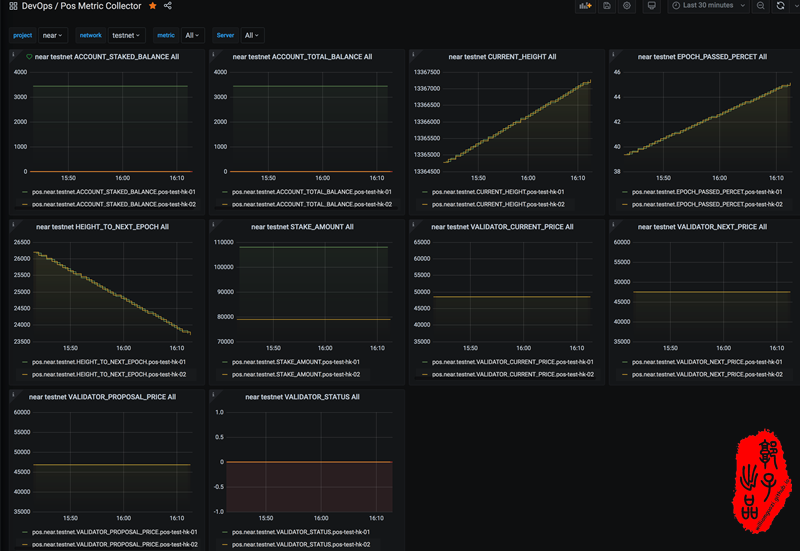 DevOps / Pos Metric Collector
Last 30 minutes
project near network testnet metric All Server All
near testnet ACCOUNT_STAKED_BALANCE All
4000
3000
2000
1000
0
15:50 16:00 16:10
pos.near.testnet.ACCOUNT_STAKED_BALANCE.pos-test-hk-01
pos.near.testnet.ACCOUNT_STAKED_BALANCE.pos-test-hk-02
near testnet ACCOUNT_TOTAL_BALANCE All
4000
3000
2000
1000
0
15:50 16:00 16:10
pos.near.testnet.ACCOUNT_TOTAL_BALANCE.pos-test-hk-01
pos.near.testnet.ACCOUNT_TOTAL_BALANCE.pos-test-hk-02
near testnet CURRENT_HEIGHT All
13367500
13367000
13366500
13366000
13365500
13365000
13364500
15:50 16:00 16:10
pos.near.testnet.CURRENT_HEIGHT.pos-test-hk-01
pos.near.testnet.CURRENT_HEIGHT.pos-test-hk-02
near testnet EPOCH_PASSED_PERCET All
46
44
42
40
38
15:50 16:00 16:10
pos.near.testnet.EPOCH_PASSED_PERCET.pos-test-hk-01
pos.near.testnet.EPOCH_PASSED_PERCET.pos-test-hk-02
near testnet HEIGHT_TO_NEXT_EPOCH All
26500
26000
25500
25000
24500
24000
23500
15:50 16:00 16:10
pos.near.testnet.HEIGHT_TO_NEXT_EPOCH.pos-test-hk-01
pos.near.testnet.HEIGHT_TO_NEXT_EPOCH.pos-test-hk-02
near testnet STAKE_AMOUNT All
110000
100000
90000
80000
70000
15:50 16:00 16:10
pos.near.testnet.STAKE_AMOUNT.pos-test-hk-01
pos.near.testnet.STAKE_AMOUNT.pos-test-hk-02
near testnet VALIDATOR_CURRENT_PRICE All
65000
60000
55000
50000
45000
40000
35000
15:50 16:00 16:10
pos.near.testnet.VALIDATOR_CURRENT_PRICE.pos-test-hk-01
pos.near.testnet.VALIDATOR_CURRENT_PRICE.pos-test-hk-02
near testnet VALIDATOR_NEXT_PRICE All
60000
55000
50000
45000
40000
35000
15:50 16:00 16:10
pos.near.testnet.VALIDATOR_NEXT_PRICE.pos-test-hk-01
pos.near.testnet.VALIDATOR_NEXT_PRICE.pos-test-hk-02
near testnet VALIDATOR_PROPOSAL_PRICE All
60000
55000
50000
45000
40000
35000
15:50 16:00 16:10
pos.near.testnet.VALIDATOR_PROPOSAL_PRICE.pos-test-hk-01
pos.near.testnet.VALIDATOR_PROPOSAL_PRICE.pos-test-hk-02
near testnet VALIDATOR_STATUS All
1.0
0.5
0
-0.5
-1.0
15:50 16:00 16:10
pos.near.testnet.VALIDATOR_STATUS.pos-test-hk-01
pos.near.testnet.VALIDATOR_STATUS.pos-test-hk-02